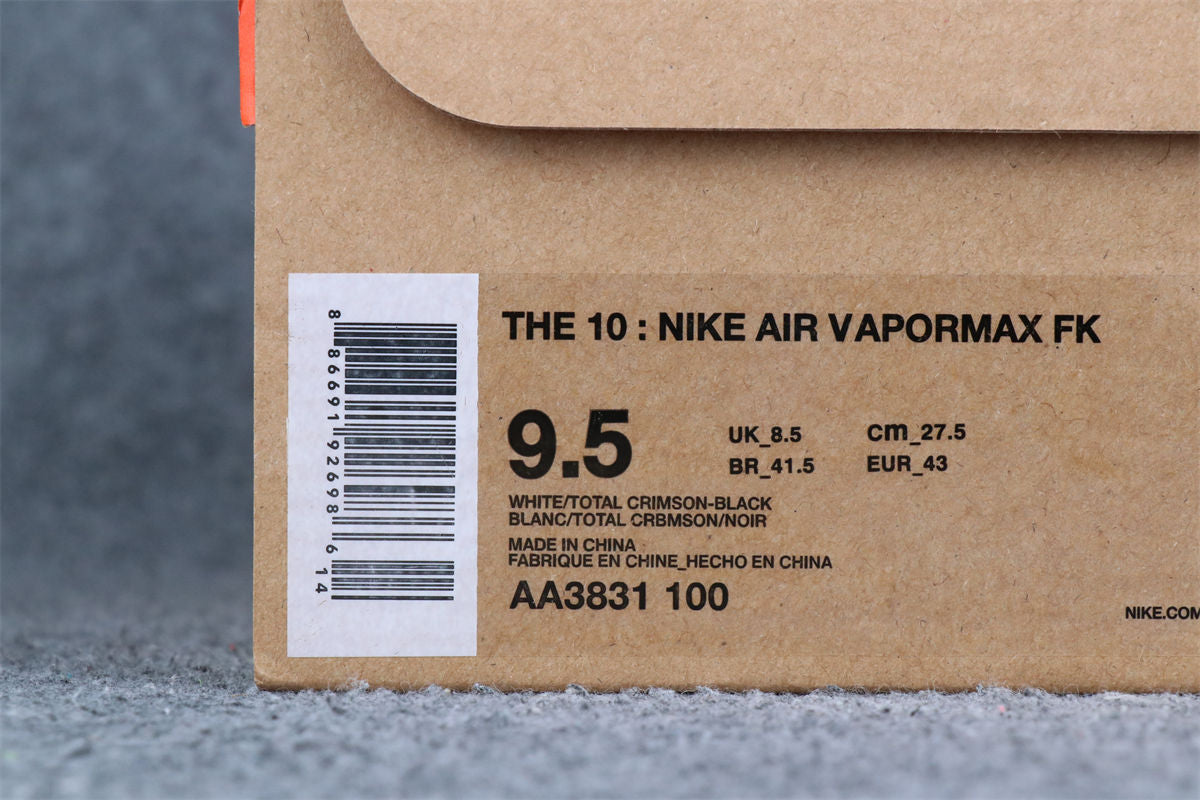 8 86691 92698 6 14
THE 10 : NIKE AIR VAPORMAX FK
9.5
UK_8.5 cm_27.5
BR_41.5 EUR_43
WHITE/TOTAL CRIMSON-BLACK
BLANC/TOTAL CRBMSON/NOIR
MADE IN CHINA
FABRIQUE EN CHINE_HECHO EN CHINA
AA3831 100
NIKE.COM